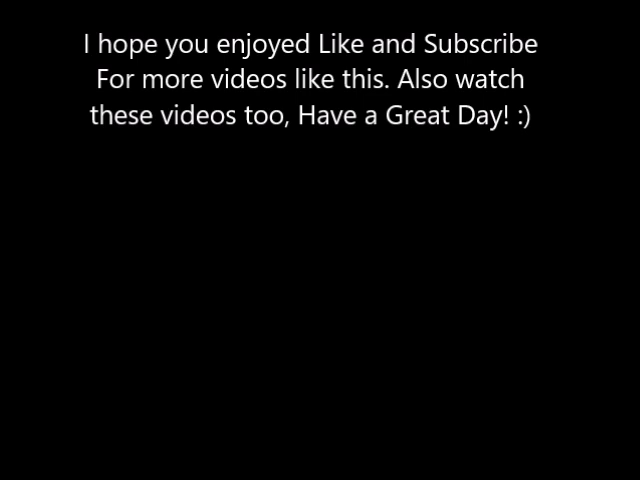 I hope you enjoyed Like and Subscribe
For more videos like this. Also watch
these videos too, Have a Great Day! :)